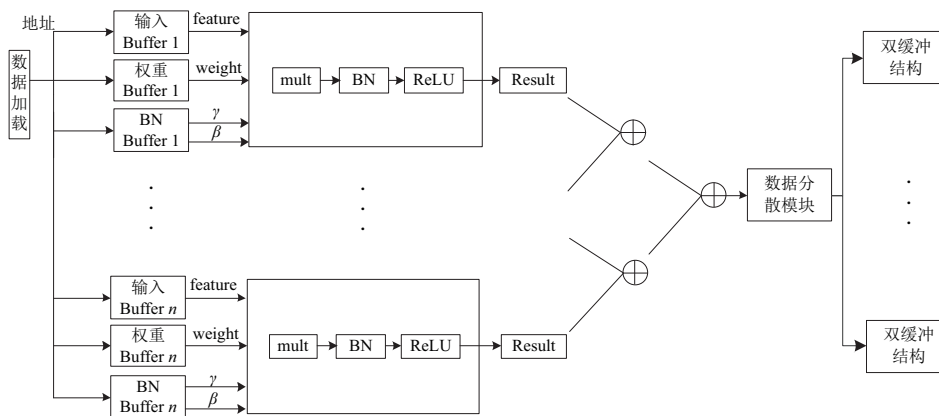 地址
数据加载
输入
Buffer 1
feature
权重
Buffer 1
weight
BN
Buffer 1
γ
β
mult
BN
ReLU
Result
输入
Buffer n
feature
权重
Buffer n
weight
BN
Buffer n
γ
β
mult
BN
ReLU
Result
数据分
散模块
双缓冲
结构
双缓冲
结构